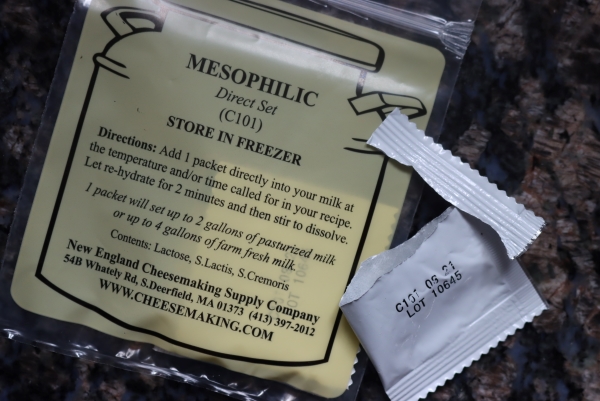 MESOPHILIC
Direct Set
(C101)
STORE IN FREEZER
Directions: Add 1 packet directly into your milk at
the temperature and/or time called for in your recipe.
Let re-hydrate for 2 minutes and then stir to dissolve.
1 packet will set up to 2 gallons of pasturized milk
or up to 4 gallons of farm fresh milk.
Contents: Lactose, S.Lactis, S.Cremoris
New England Cheesemaking Supply Company
54B Whately Rd, S.Deerfield, MA 01373 (413) 397-2012
WWW.CHEESEMAKING.COM
C101 05 21
LOT 10645